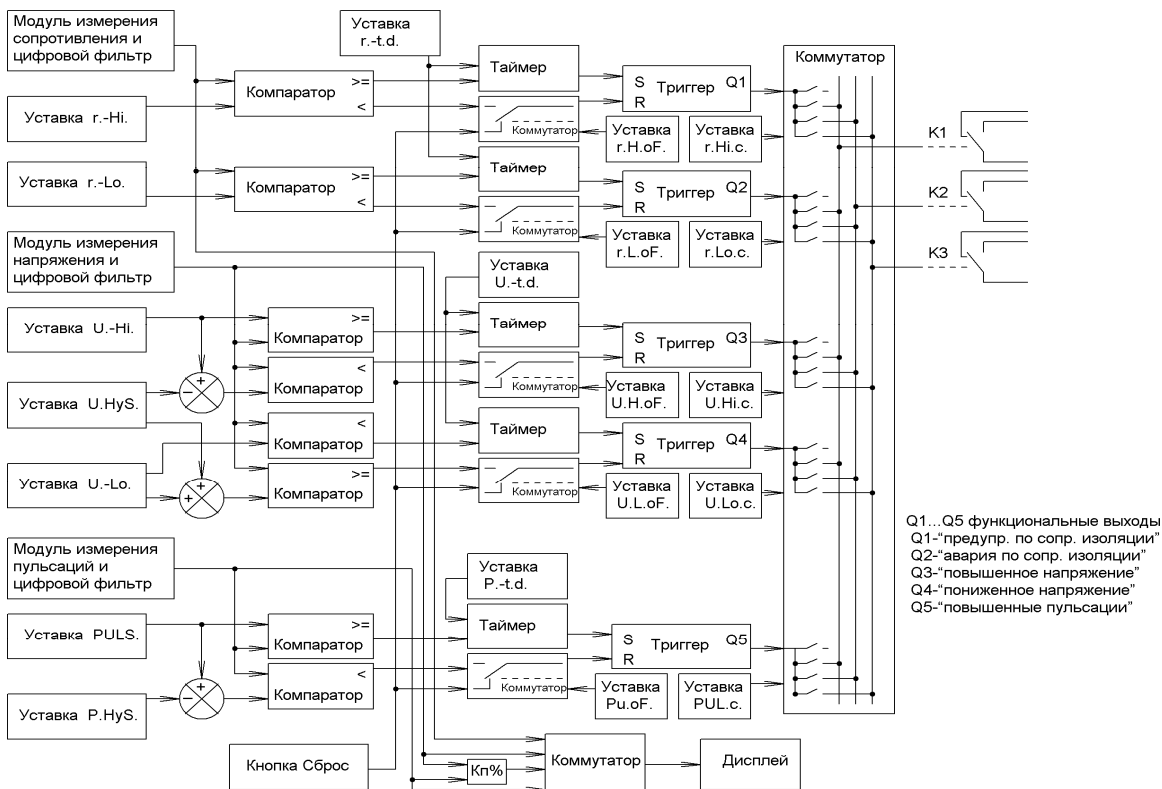 Модуль измерения
сопротивления и
цифровой фильтр
Уставка
r.-t.d.
Коммутатор
Таймер
Компаратор
>=
<
S
R
Триггер
Q1
Уставка r.-Hi.
Коммутатор
Уставка
r.H.oF.
Уставка
r.Hi.c.
K1
Таймер
Уставка r.-Lo.
Компаратор
>=
<
S
R
Триггер
Q2
K2
Коммутатор
Уставка
r.L.oF.
Уставка
r.Lo.c.
K3
Модуль измерения
напряжения и
цифровой фильтр
Уставка
U.-t.d.
Уставка U.-Hi.
>=
Компаратор
Таймер
S
R
Триггер
Q3
<
Компаратор
Коммутатор
+
−
Уставка
U.H.oF.
Уставка
U.Hi.c.
Уставка U.HyS.
<
Компаратор
Таймер
S
R
Триггер
Q4
Уставка U.-Lo.
+
+
>=
Компаратор
Коммутатор
Уставка
U.L.oF.
Уставка
U.Lo.c.
Q1...Q5 функциональные выходы
Q1-“предупр. по сопр. изоляции”
Q2-“авария по сопр. изоляции”
Q3-“повышенное напряжение”
Q4-“пониженное напряжение”
Q5-“повышенные пульсации”
Модуль измерения
пульсаций и
цифровой фильтр
Уставка
P.-t.d.
Уставка PULS.
>=
Компаратор
Таймер
S
R
Триггер
Q5
<
Компаратор
Коммутатор
+
−
Уставка
Pu.oF.
Уставка
PUL.c.
Уставка P.HyS.
Кнопка Сброс
Кп%
Коммутатор
Дисплей